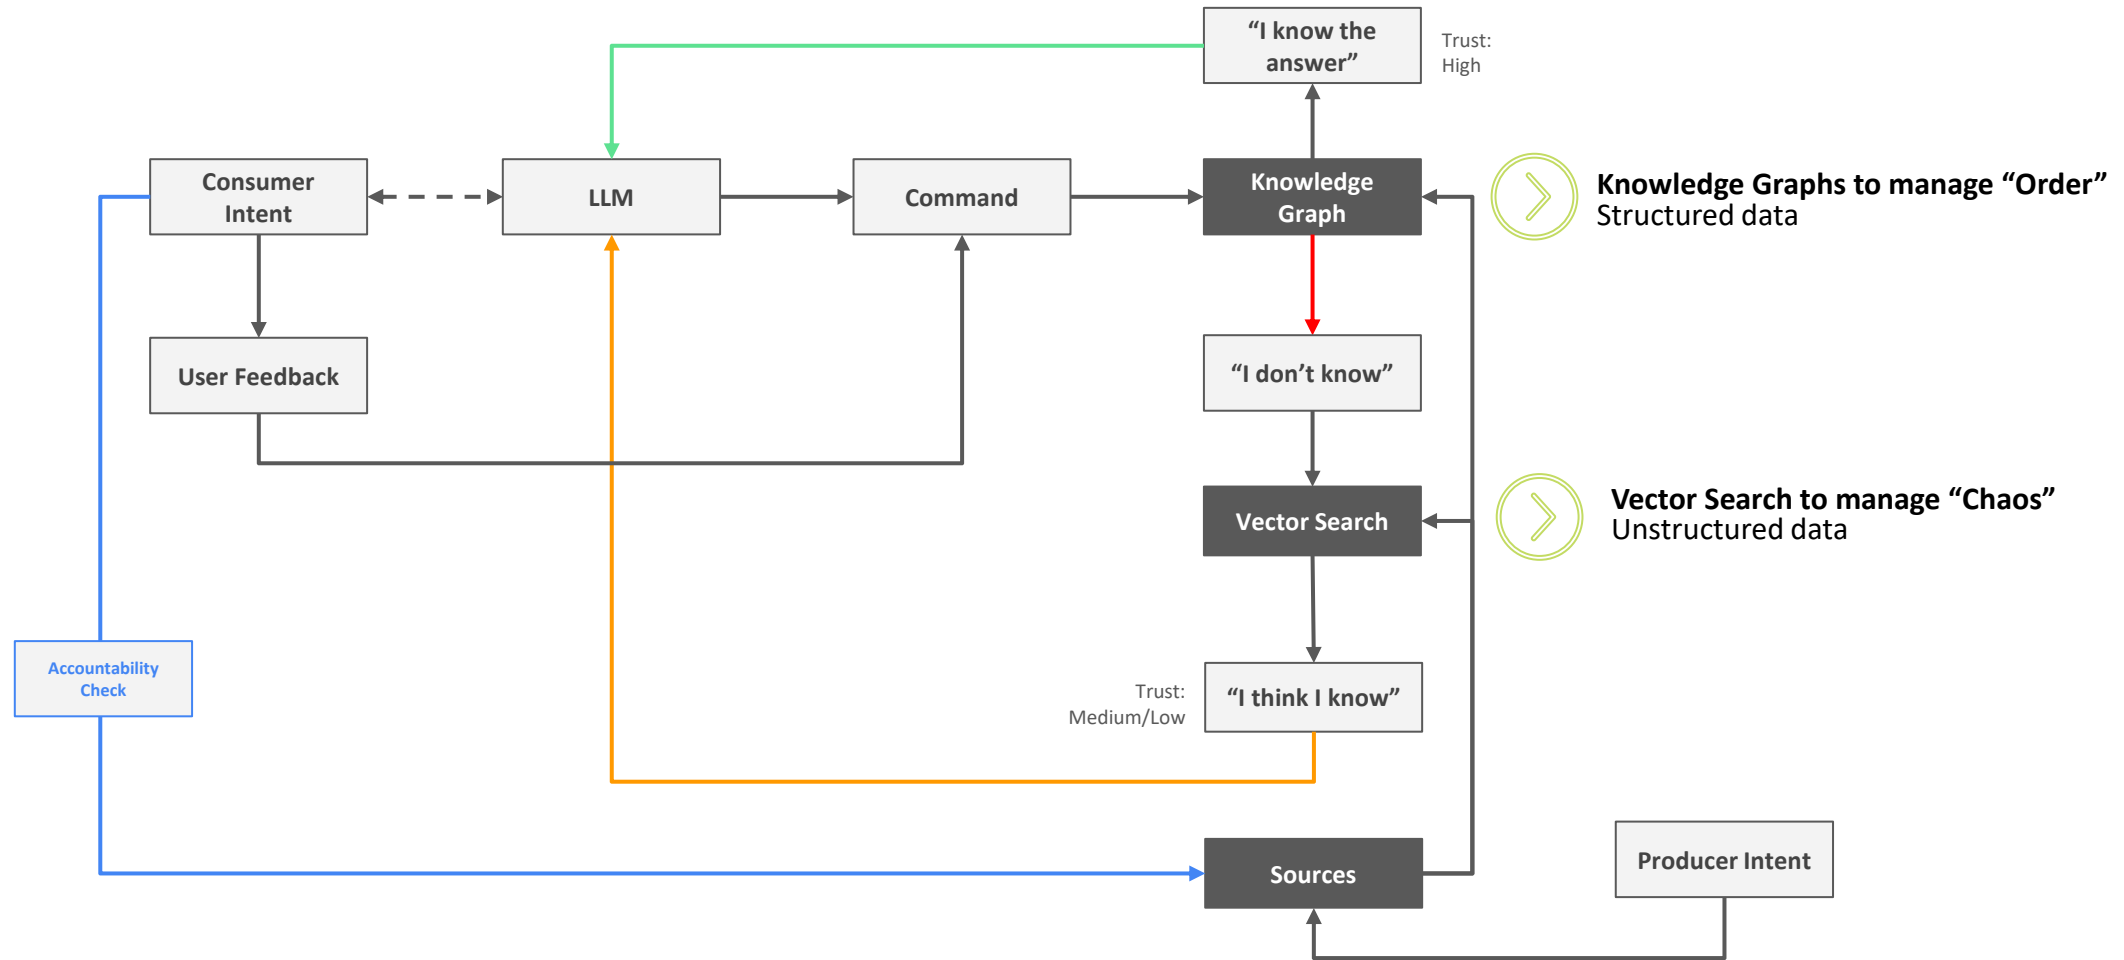 “I know the
answer”
Trust:
High
Consumer
Intent
LLM
Command
Knowledge
Graph
Knowledge Graphs to manage “Order”
Structured data
User Feedback
“I don’t know”
Vector Search
Vector Search to manage “Chaos”
Unstructured data
Accountability
Check
Trust:
Medium/Low
“I think I know”
Sources
Producer Intent